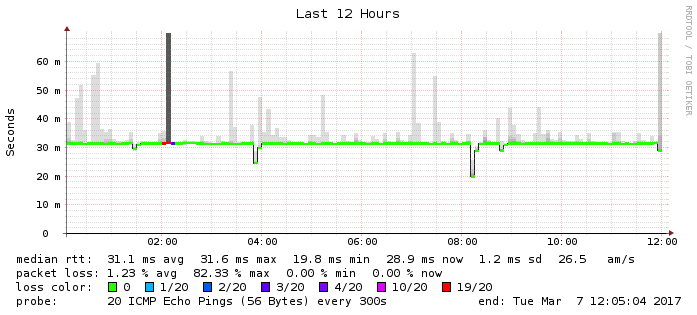 Last 12 Hours
RRDTOOL / TOBI OETIKER
Seconds
60 m
50 m
40 m
30 m
20 m
10 m
0
02:00 04:00 06:00 08:00 10:00 12:00
median rtt: 31.1 ms avg 31.6 ms max 19.8 ms min 28.9 ms now 1.2 ms sd 26.5 am/s
packet loss: 1.23 % avg 82.33 % max 0.00 % min 0.00 % now
loss color: 0 1/20 2/20 3/20 4/20 10/20 19/20
probe: 20 ICMP Echo Pings (56 Bytes) every 300s end: Tue Mar 7 12:05:04 2017